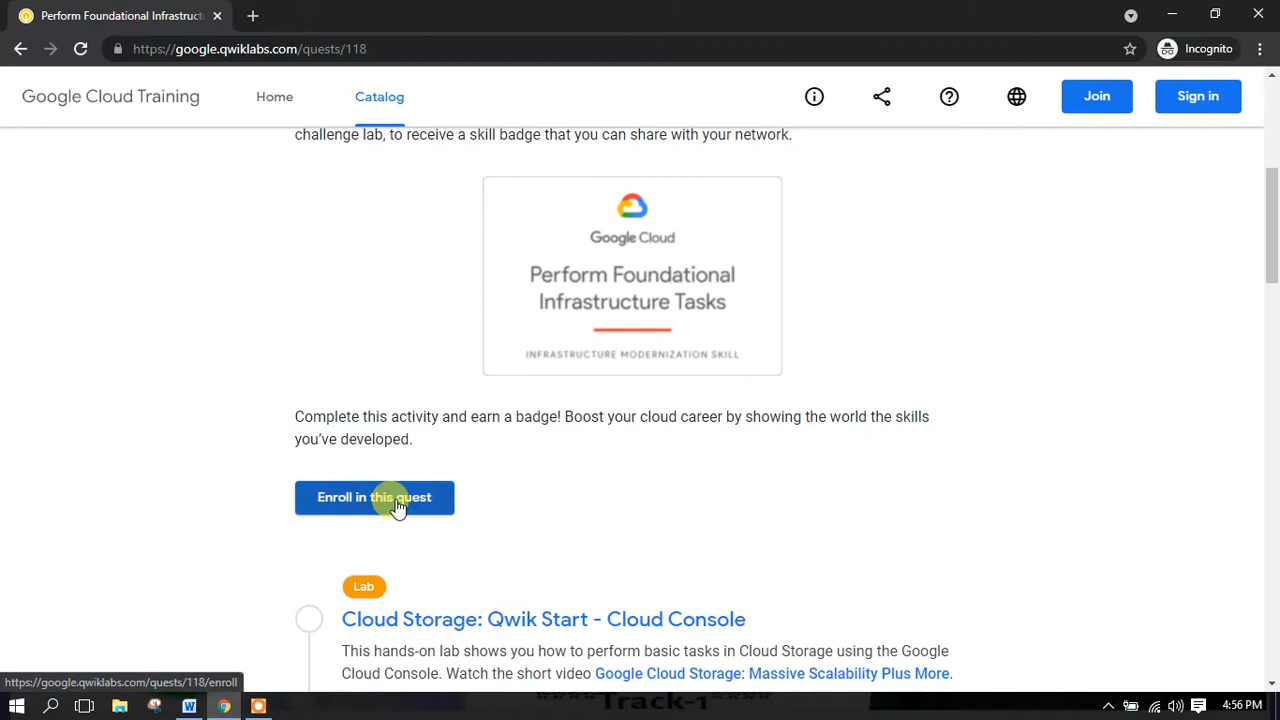 Perform Foundational Infrastruct
https://google.qwiklabs.com/quests/118
Incognito
Google Cloud Training
Home
Catalog
Join
Sign in
challenge lab, to receive a skill badge that you can share with your network.
Google Cloud
Perform Foundational
Infrastructure Tasks
INFRASTRUCTURE MODERNIZATION SKILL
Complete this activity and earn a badge! Boost your cloud career by showing the world the skills
you've developed.
Enroll in this quest
Lab
Cloud Storage: Qwik Start - Cloud Console
This hands-on lab shows you how to perform basic tasks in Cloud Storage using the Google
Cloud Console. Watch the short video Google Cloud Storage: Massive Scalability Plus More.
https://google.qwiklabs.com/quests/118/enroll
****Track-1****
4:56 PM